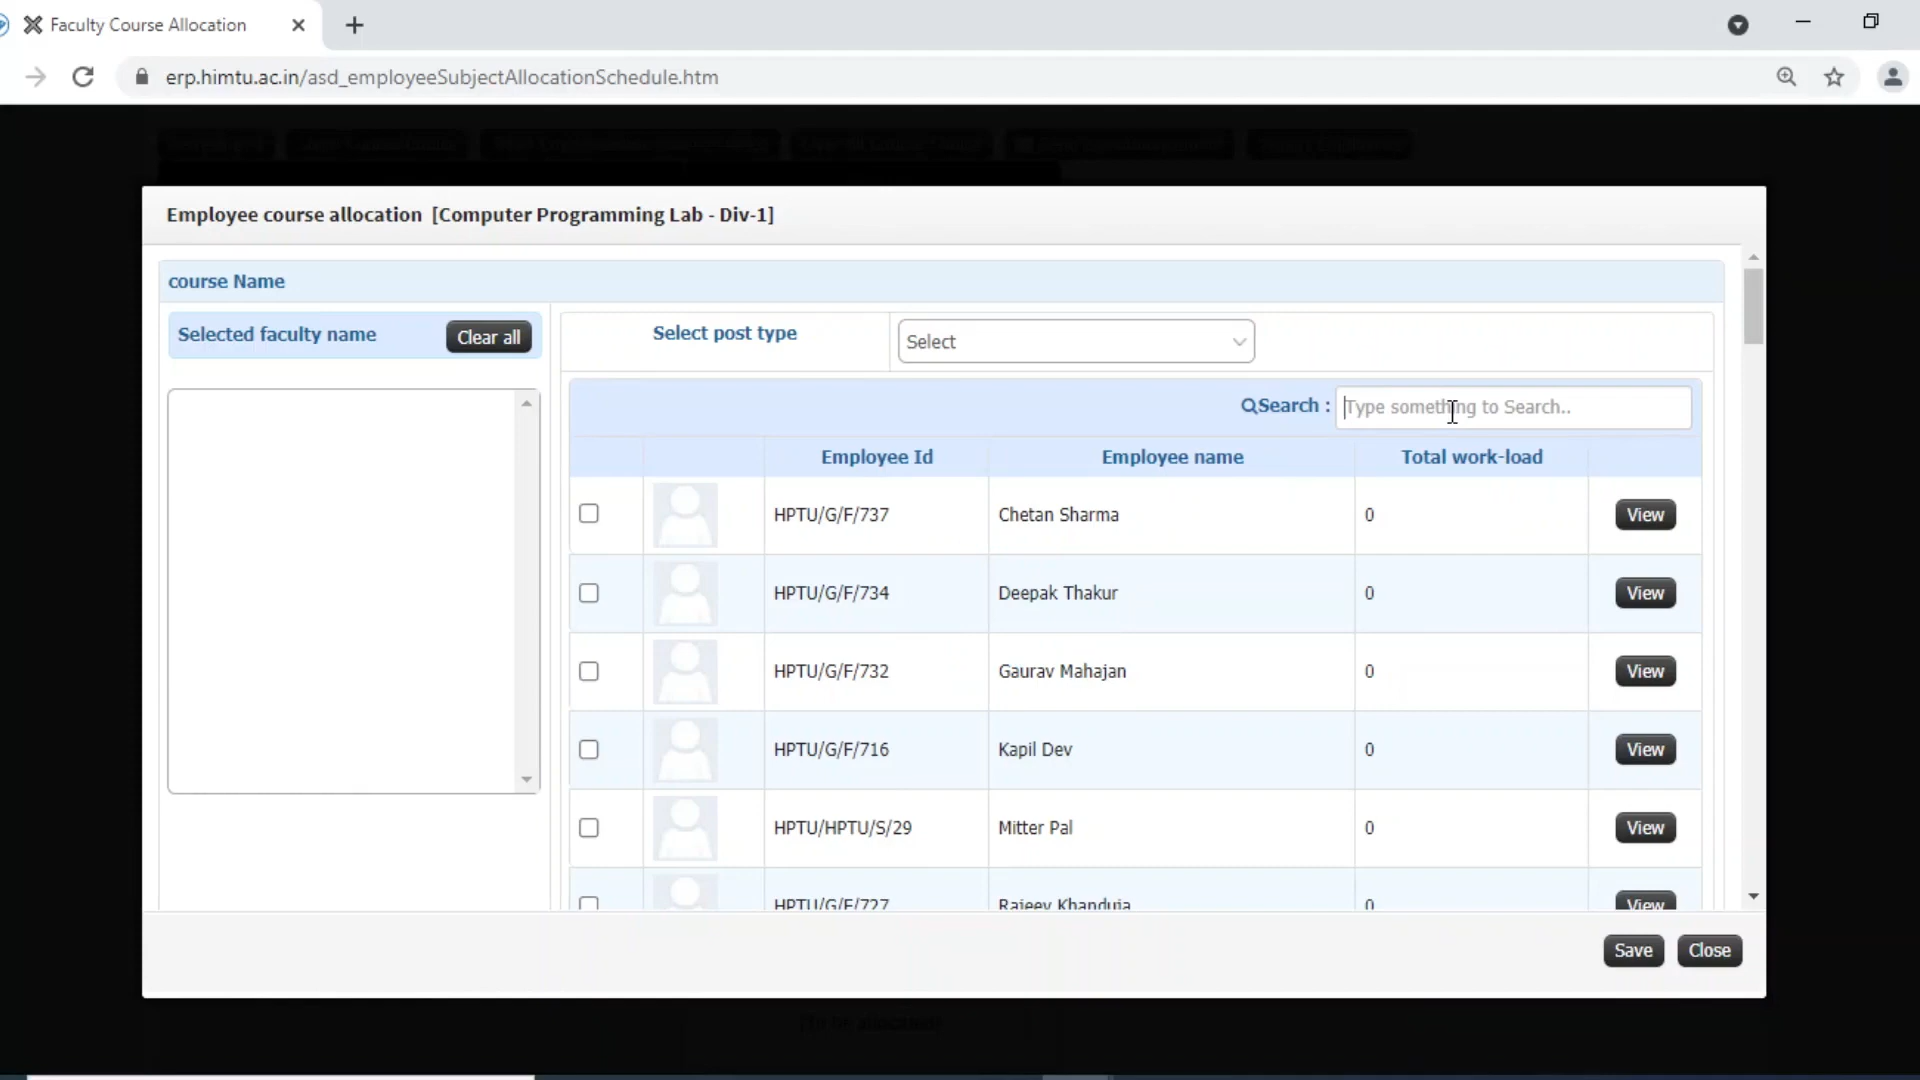 Faculty Course Allocation
erp.himtu.ac.in/asd_employeeSubjectAllocationSchedule.htm
Employee course allocation [Computer Programming Lab - Div-1]
course Name
Selected faculty name
Clear all
Select post type
Select
Search :
Type something to Search..
Employee Id Employee name Total work-load
HPTU/G/F/737 Chetan Sharma 0 View
HPTU/G/F/734 Deepak Thakur 0 View
HPTU/G/F/732 Gaurav Mahajan 0 View
HPTU/G/F/716 Kapil Dev 0 View
HPTU/HPTU/S/29 Mitter Pal 0 View
HPTU/G/F/727 Rajeev Khanduja 0 View
Save Close